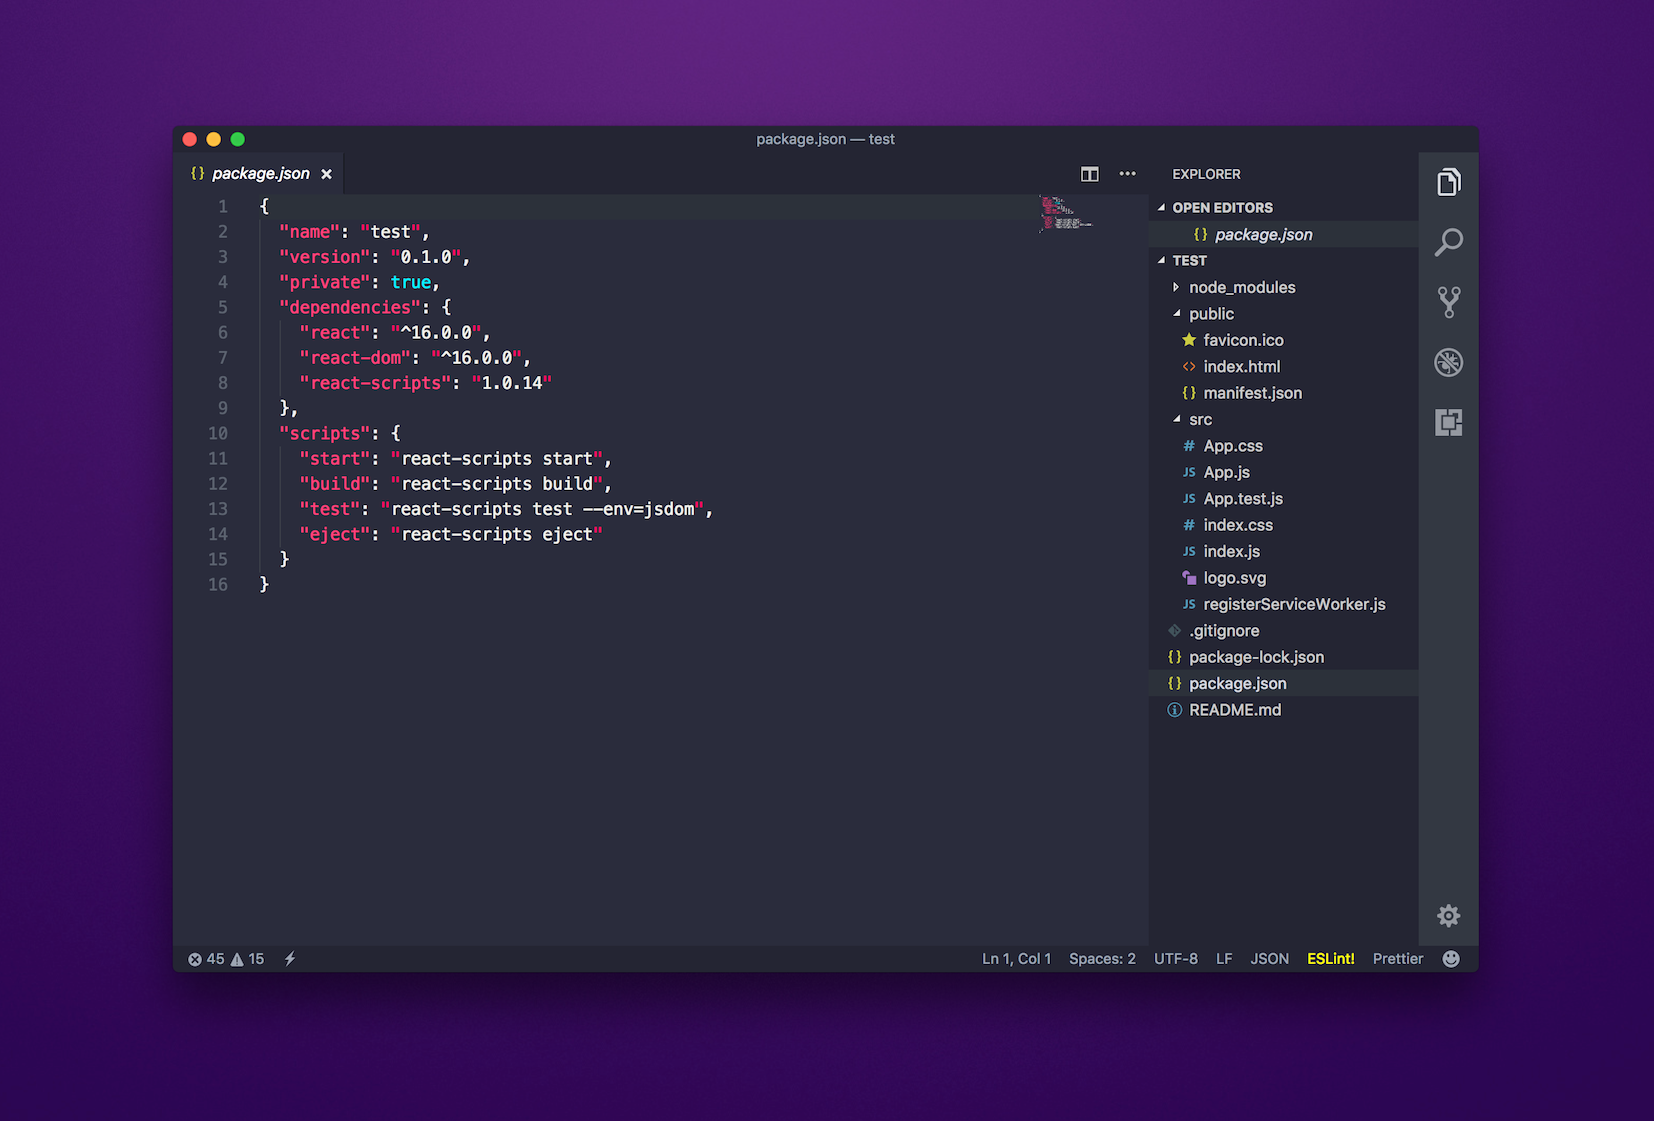 package.json — test
{} package.json ×
1 {
2 "name": "test",
3 "version": "0.1.0",
4 "private": true,
5 "dependencies": {
6 "react": "^16.0.0",
7 "react-dom": "^16.0.0",
8 "react-scripts": "1.0.14"
9 },
10 "scripts": {
11 "start": "react-scripts start",
12 "build": "react-scripts build",
13 "test": "react-scripts test --env=jsdom",
14 "eject": "react-scripts eject"
15 }
16 }
EXPLORER
OPEN EDITORS
{} package.json
TEST
node_modules
public
favicon.ico
<> index.html
{} manifest.json
src
# App.css
JS App.js
JS App.test.js
# index.css
JS index.js
logo.svg
JS registerServiceWorker.js
.gitignore
{} package-lock.json
{} package.json
README.md
45 15 Ln 1, Col 1 Spaces: 2 UTF-8 LF JSON ESLint! Prettier